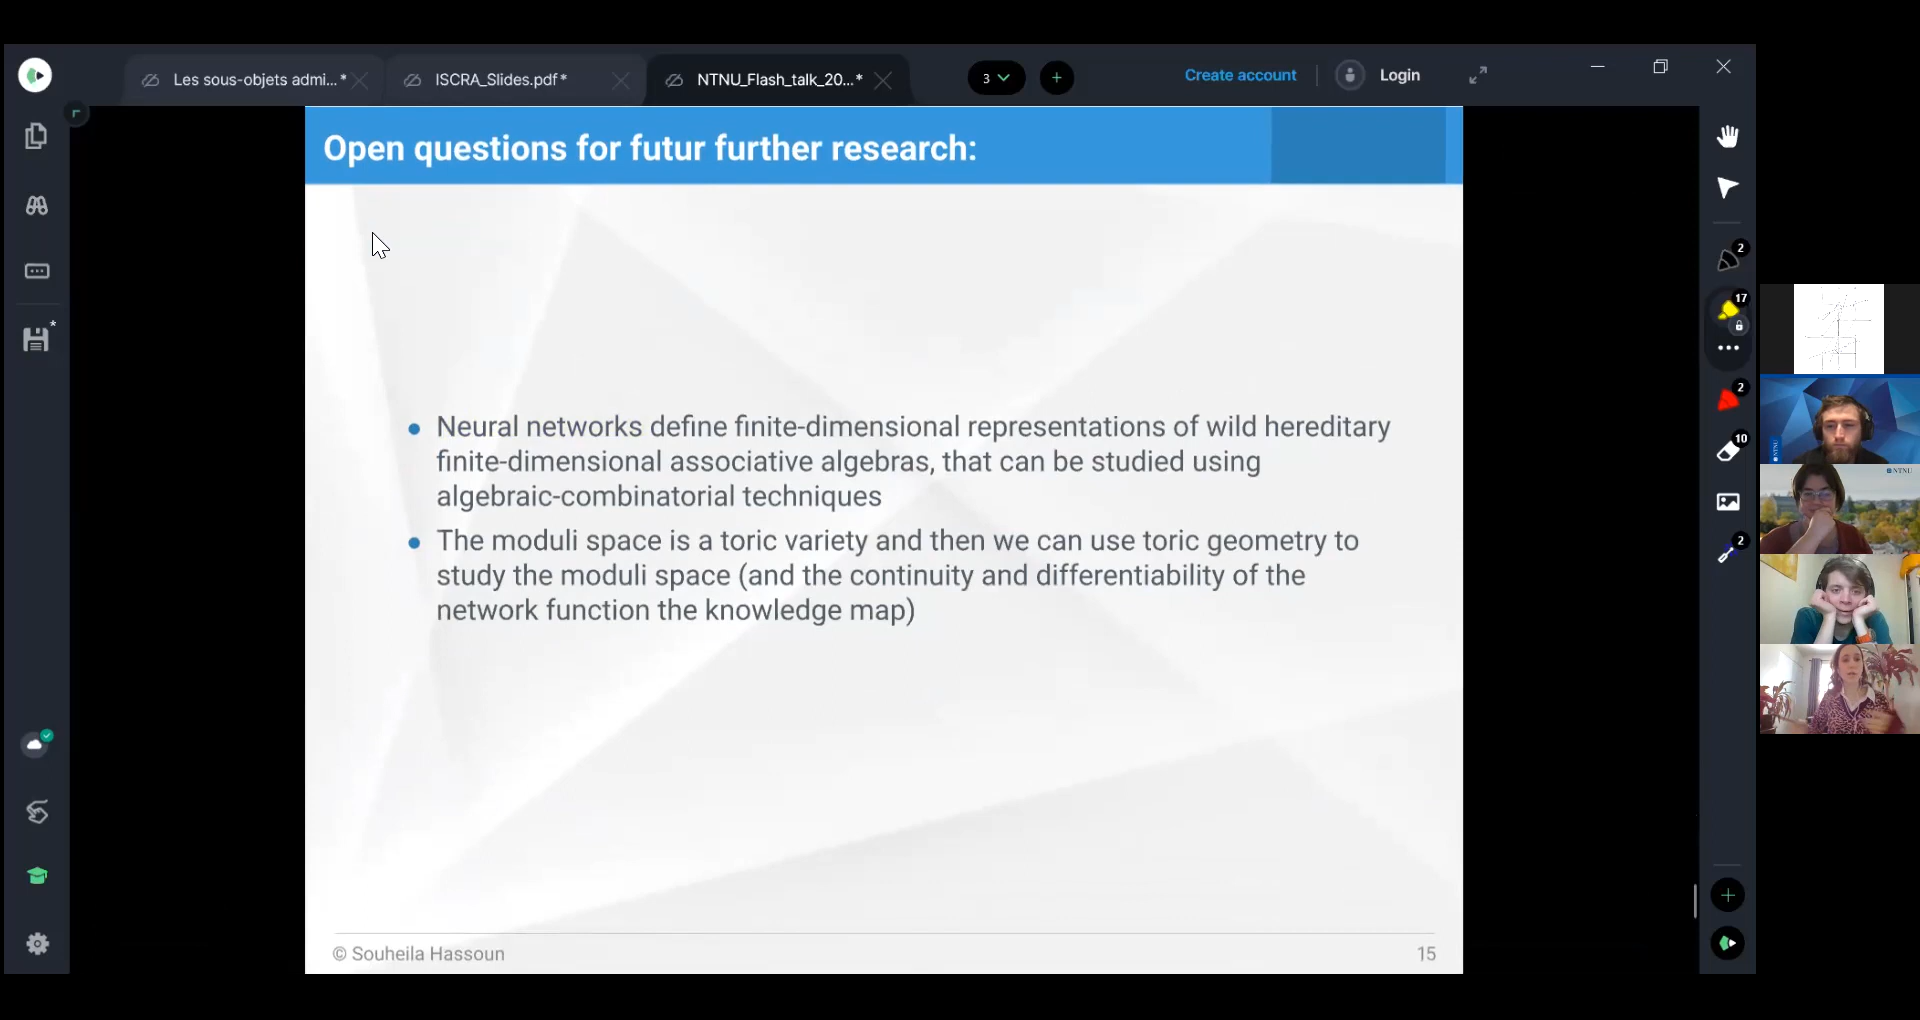 Les sous-objets admi...*
ISCRA_Slides.pdf*
NTNU_Flash_talk_20...*
3
Create account
Login
Open questions for futur further research:
Neural networks define finite-dimensional representations of wild hereditary
finite-dimensional associative algebras, that can be studied using
algebraic-combinatorial techniques
The moduli space is a toric variety and then we can use toric geometry to
study the moduli space (and the continuity and differentiability of the
network function the knowledge map)
© Souheila Hassoun
15
2
17
2
10
2
NTNU
NTNU